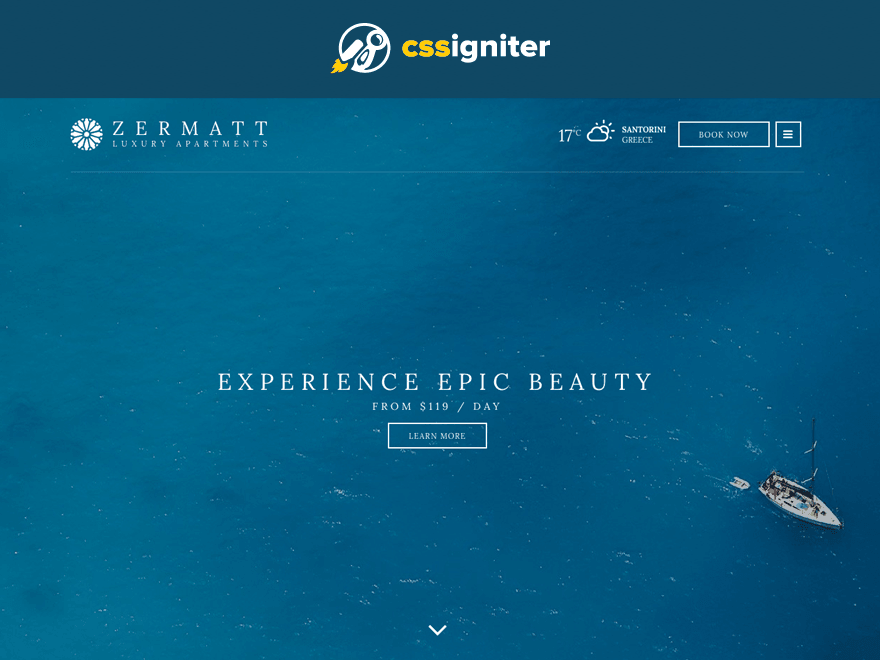 cssigniter
ZERMATT
LUXURY APARTMENTS
17°C
SANTORINI
GREECE
BOOK NOW
EXPERIENCE EPIC BEAUTY
FROM $119 / DAY
LEARN MORE